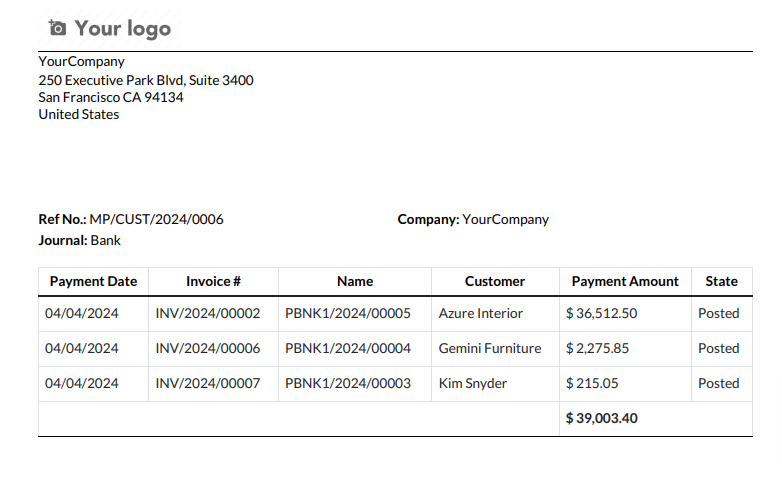 Your logo
YourCompany
250 Executive Park Blvd, Suite 3400
San Francisco CA 94134
United States
Ref No.: MP/CUST/2024/0006 Company: YourCompany
Journal: Bank
Payment Date Invoice # Name Customer Payment Amount State
04/04/2024 INV/2024/00002 PBNK1/2024/00005 Azure Interior $ 36,512.50 Posted
04/04/2024 INV/2024/00006 PBNK1/2024/00004 Gemini Furniture $ 2,275.85 Posted
04/04/2024 INV/2024/00007 PBNK1/2024/00003 Kim Snyder $ 215.05 Posted
$ 39,003.40